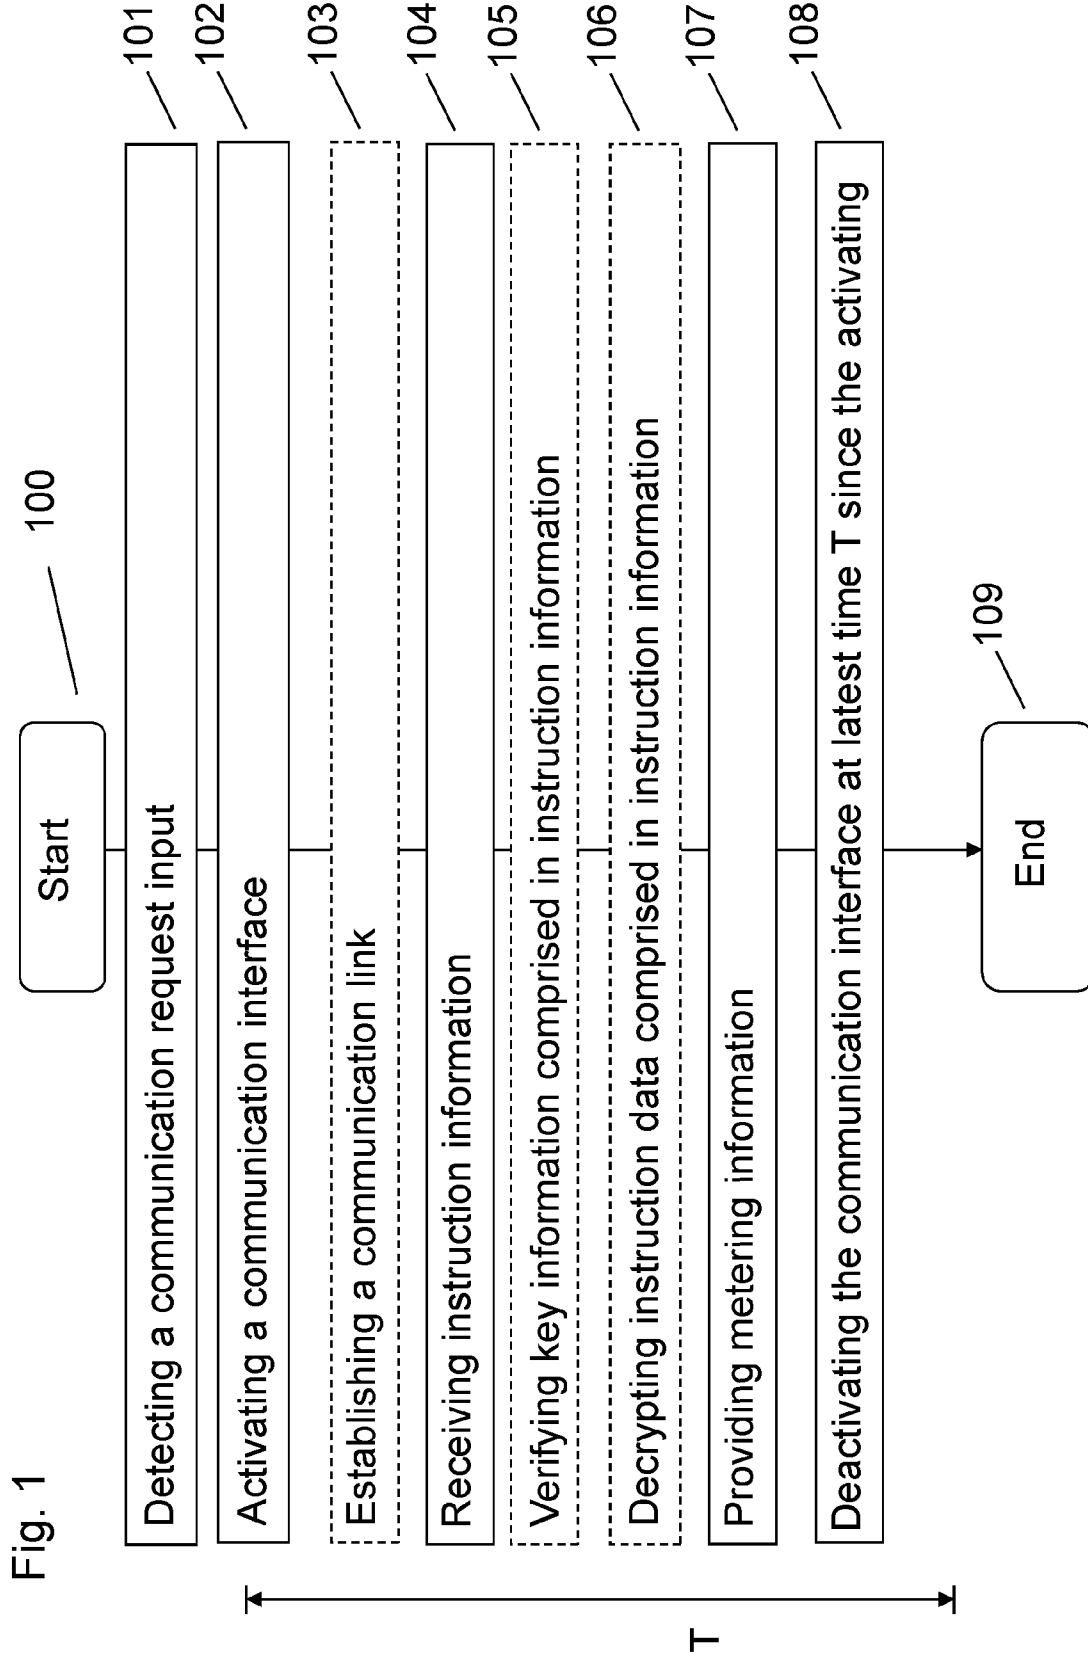 Fig. 1
Start
100
Detecting a communication request input
101
Activating a communication interface
102
Establishing a communication link
103
Receiving instruction information
104
Verifying key information comprised in instruction information
105
Decrypting instruction data comprised in instruction information
106
Providing metering information
107
Deactivating the communication interface at latest time T since the activating
108
T
End
109